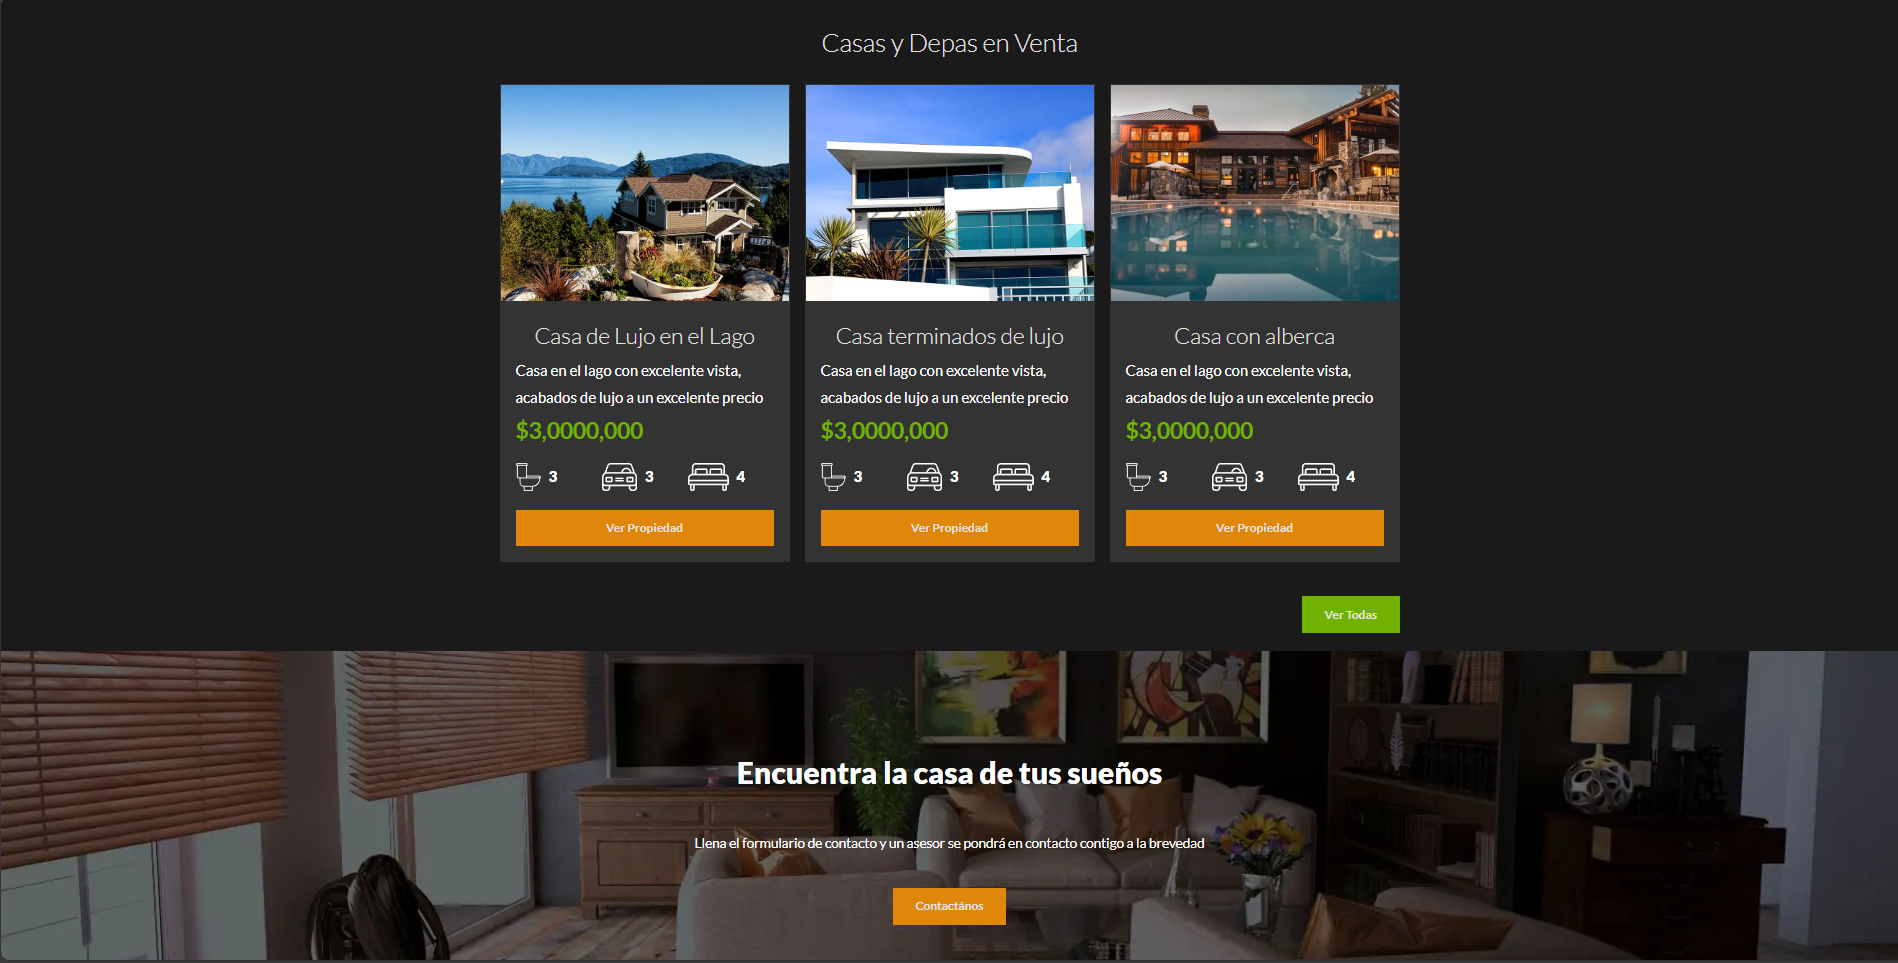 Casas y Depas en Venta
Casa de Lujo en el Lago
Casa en el lago con excelente vista,
acabados de lujo a un excelente precio
$3,0000,000
3 3 4
Ver Propiedad
Casa terminados de lujo
Casa en el lago con excelente vista,
acabados de lujo a un excelente precio
$3,0000,000
3 3 4
Ver Propiedad
Casa con alberca
Casa en el lago con excelente vista,
acabados de lujo a un excelente precio
$3,0000,000
3 3 4
Ver Propiedad
Ver Todas
Encuentra la casa de tus sueños
Llena el formulario de contacto y un asesor se pondrá en contacto contigo a la brevedad
Contactános